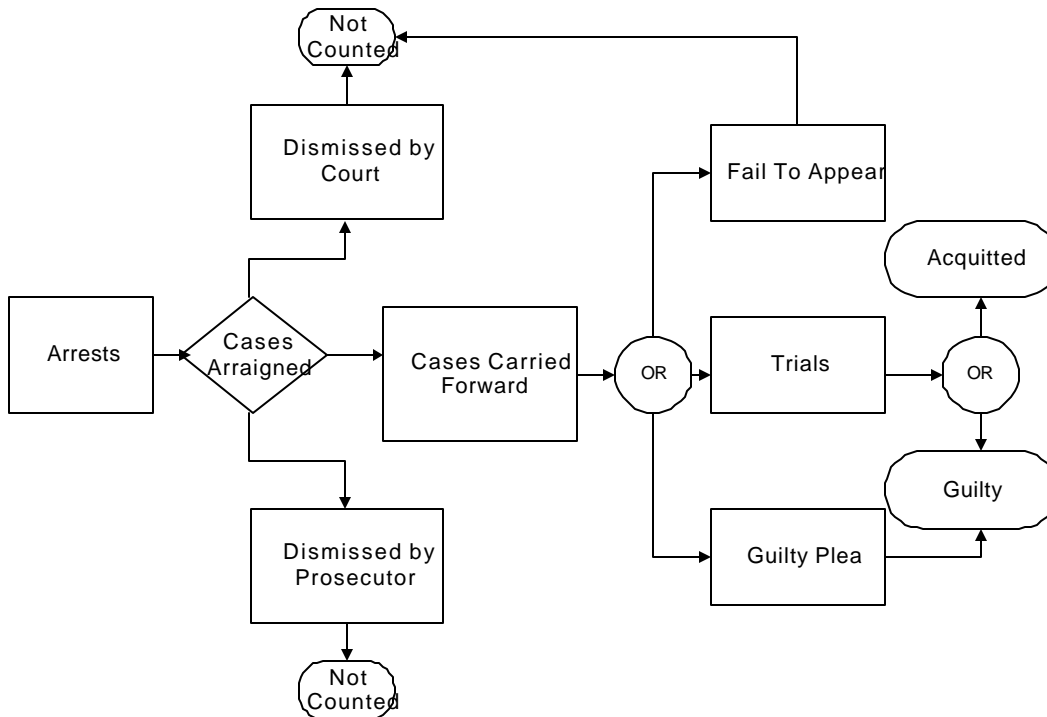 Not
Counted
Dismissed by
Court
Fail To Appear
Acquitted
Arrests
Cases
Arraigned
Cases Carried
Forward
OR
Trials
OR
Guilty
Dismissed by
Prosecutor
Guilty Plea
Not
Counted